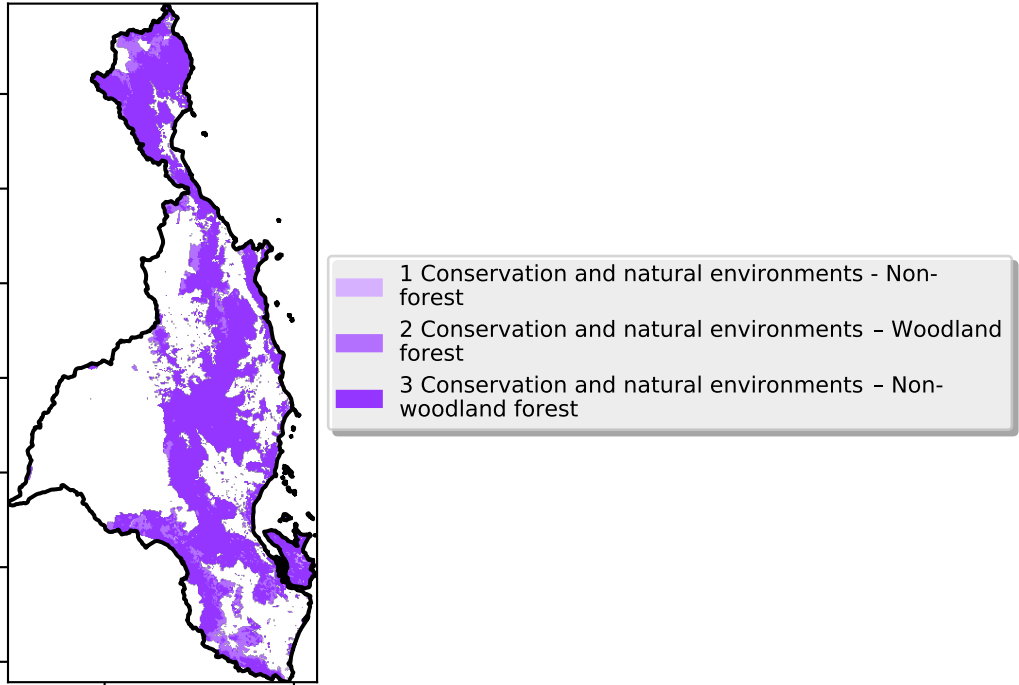 1 Conservation and natural environments - Non-
forest
2 Conservation and natural environments – Woodland
forest
3 Conservation and natural environments – Non-
woodland forest